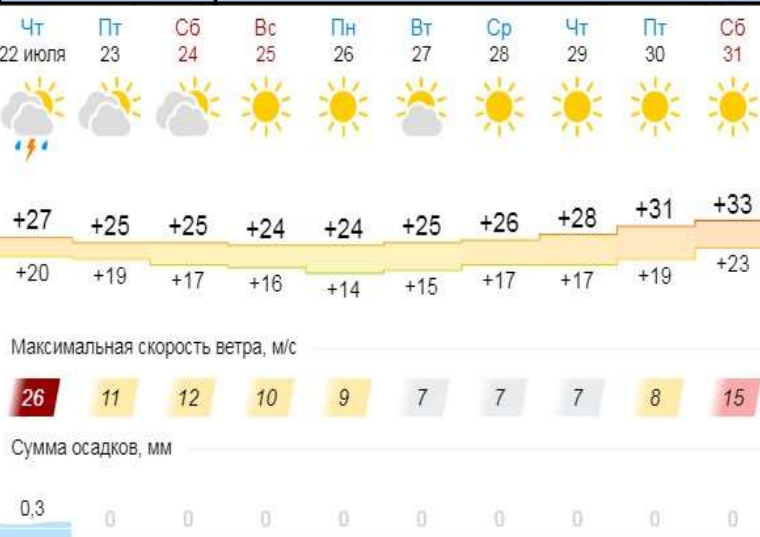 Чт Пт Сб Вс Пн Вт Ср Чт Пт Сб
22 июля 23 24 25 26 27 28 29 30 31
+27 +25 +25 +24 +24 +25 +26 +28 +31 +33
+20 +19 +17 +16 +14 +15 +17 +17 +19 +23
Максимальная скорость ветра, м/с
26 11 12 10 9 7 7 7 8 15
Сумма осадков, мм
0,3 0 0 0 0 0 0 0 0 0